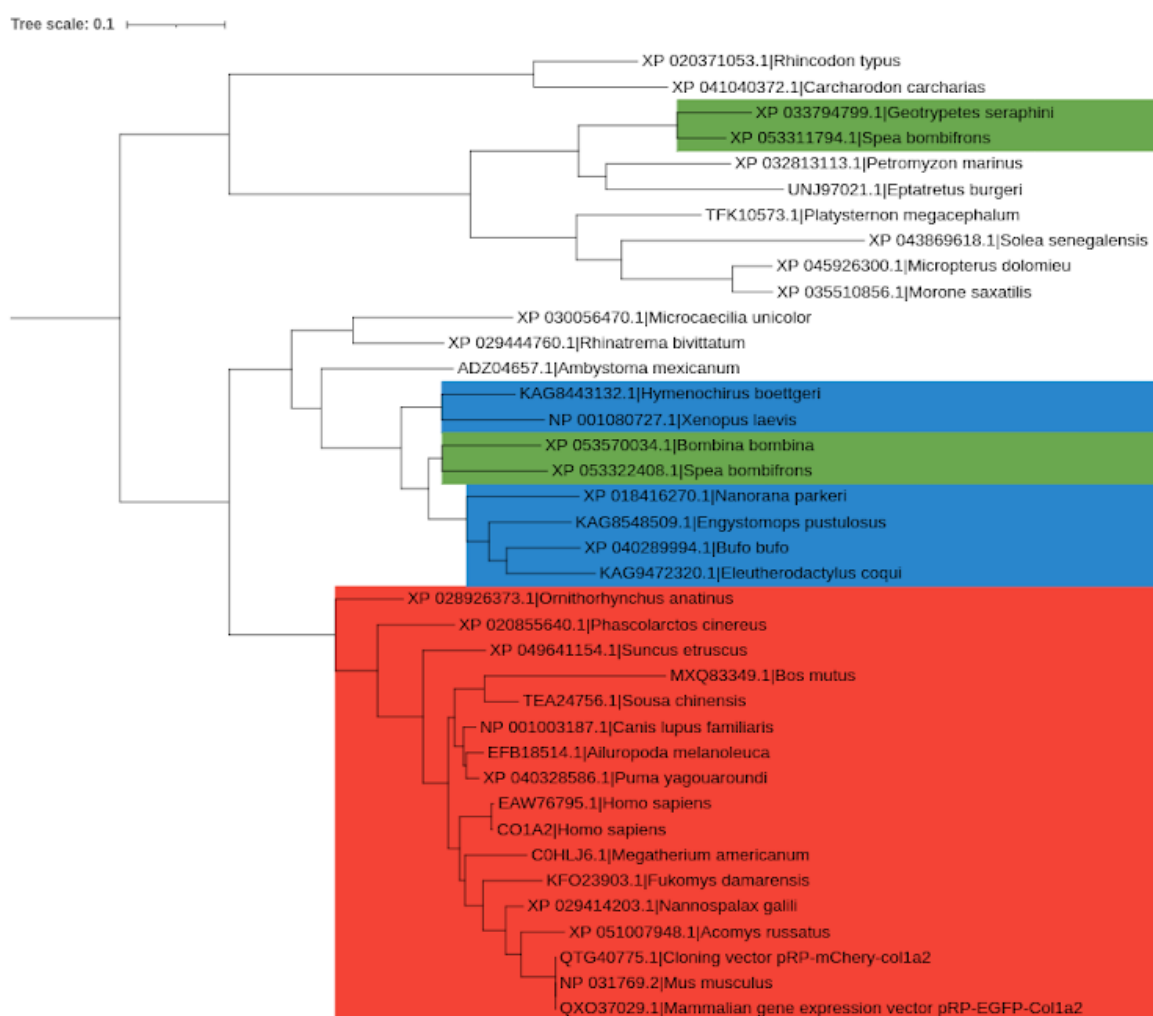 Tree scale: 0.1
XP 020371053.1|Rhincodon typus
XP 041040372.1|Carcharodon carcharias
XP 033794799.1|Geotrypetes seraphini
XP 053311794.1|Spea bombifrons
XP 032813113.1|Petromyzon marinus
UNJ97021.1|Eptatretus burgeri
TFK10573.1|Platysternon megacephalum
XP 043869618.1|Solea senegalensis
XP 045926300.1|Micropterus dolomieu
XP 035510856.1|Morone saxatilis
XP 030056470.1|Microcaecilia unicolor
XP 029444760.1|Rhinatrema bivittatum
ADZ04657.1|Ambystoma mexicanum
KAG8443132.1|Hymenochirus boettgeri
NP 001080727.1|Xenopus laevis
XP 053570034.1|Bombina bombina
XP 053322408.1|Spea bombifrons
XP 018416270.1|Nanorana parkeri
KAG8548509.1|Engystomops pustulosus
XP 040289994.1|Bufo bufo
KAG9472320.1|Eleutherodactylus coqui
XP 028926373.1|Ornithorhynchus anatinus
XP 020855640.1|Phascolarctos cinereus
XP 049641154.1|Suncus etruscus
MXQ83349.1|Bos mutus
TEA24756.1|Sousa chinensis
NP 001003187.1|Canis lupus familiaris
EFB18514.1|Ailuropoda melanoleuca
XP 040328586.1|Puma yagouaroundi
EAW76795.1|Homo sapiens
CO1A2|Homo sapiens
C0HLJ6.1|Megatherium americanum
KFO23903.1|Fukomys damarensis
XP 029414203.1|Nannospalax galili
XP 051007948.1|Acomys russatus
QTG40775.1|Cloning vector pRP-mChery-col1a2
NP 031769.2|Mus musculus
QXO37029.1|Mammalian gene expression vector pRP-EGFP-Col1a2